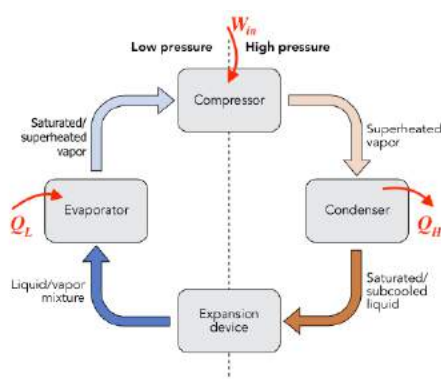 W_in
Low pressure
High pressure
Compressor
Saturated/
superheated
vapor
Superheated
vapor
Q_L
Evaporator
Condenser
Q_H
Liquid/vapor
mixture
Saturated/
subcooled
liquid
Expansion
device